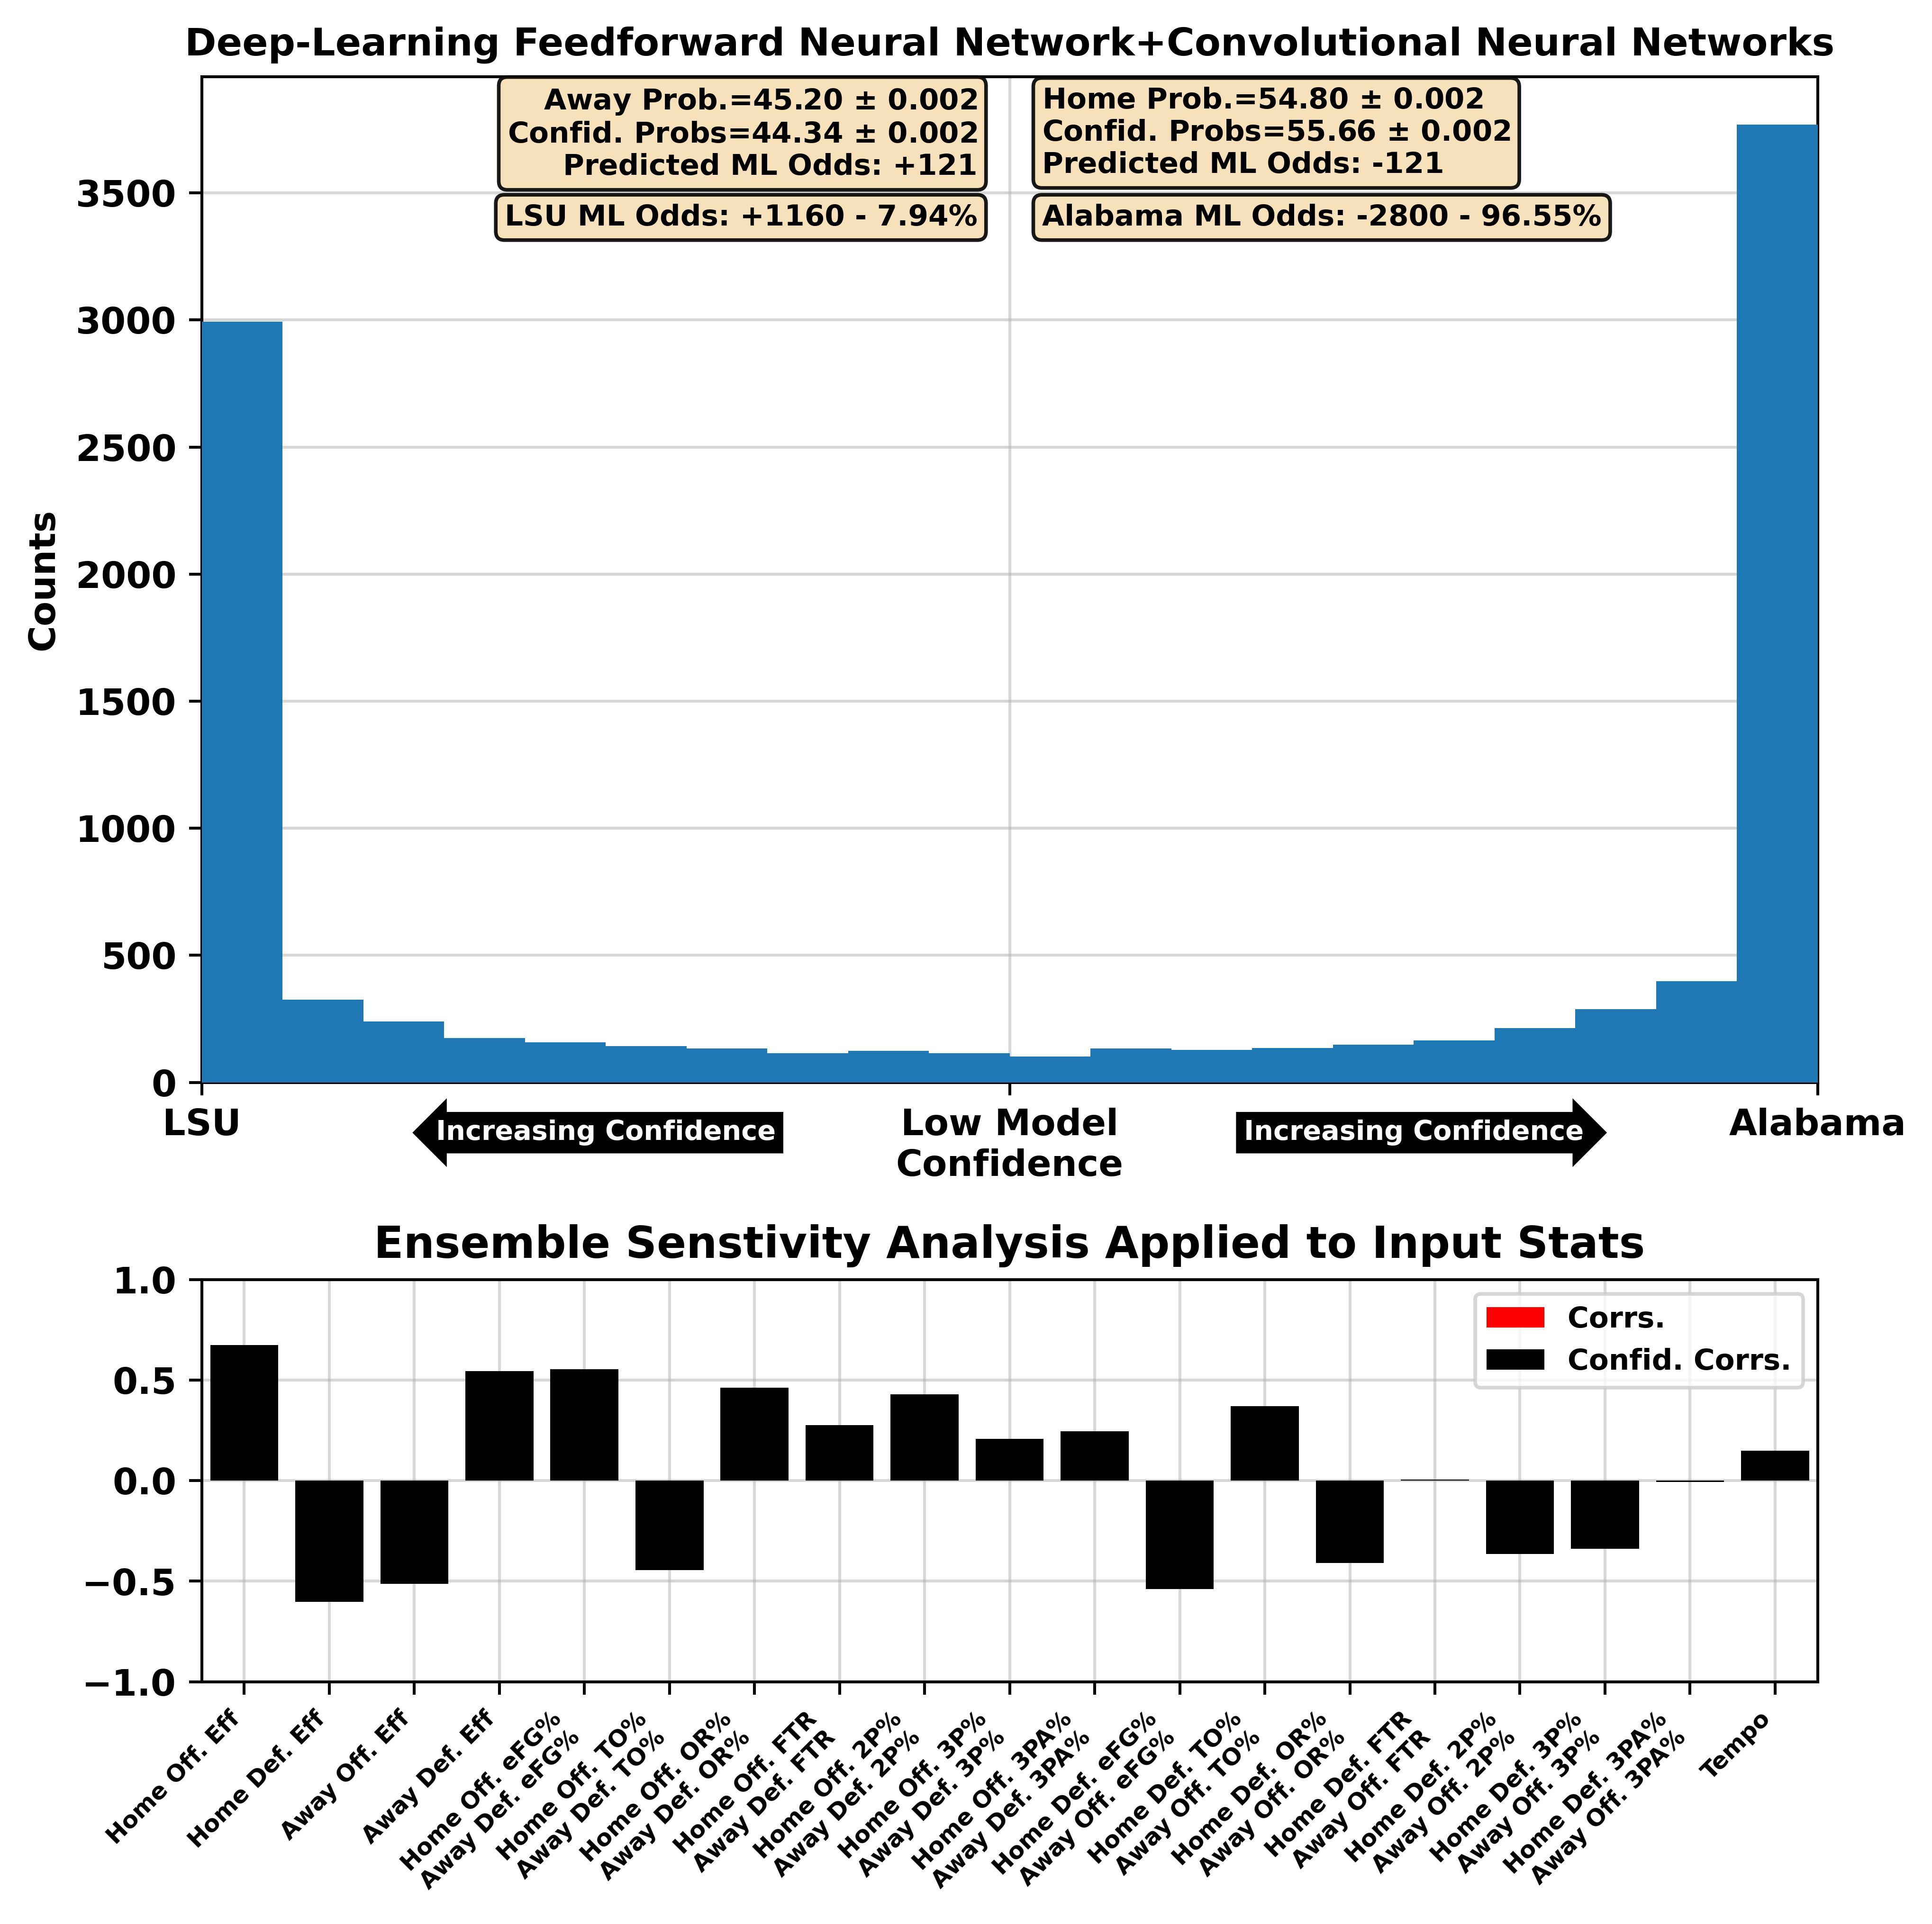 Deep-Learning Feedforward Neural Network+Convolutional Neural Networks
Away Prob.=45.20 ± 0.002
Confid. Probs=44.34 ± 0.002
Predicted ML Odds: +121
LSU ML Odds: +1160 - 7.94%
Home Prob.=54.80 ± 0.002
Confid. Probs=55.66 ± 0.002
Predicted ML Odds: -121
Alabama ML Odds: -2800 - 96.55%
Counts
3500
3000
2500
2000
1500
1000
500
0
LSU
Increasing Confidence
Low Model
Confidence
Increasing Confidence
Alabama
Ensemble Senstivity Analysis Applied to Input Stats
Corrs.
Confid. Corrs.
1.0
0.5
0.0
−0.5
−1.0
Home Off. Eff
Home Def. Eff
Away Off. Eff
Away Def. Eff
Home Off. eFG%
Away Def. eFG%
Home Off. TO%
Away Def. TO%
Home Off. OR%
Away Def. OR%
Home Off. FTR
Away Def. FTR
Home Off. 2P%
Away Def. 2P%
Home Off. 3P%
Away Def. 3P%
Home Off. 3PA%
Away Def. 3PA%
Home Def. eFG%
Away Off. eFG%
Home Def. TO%
Away Off. TO%
Home Def. OR%
Away Off. OR%
Home Def. FTR
Away Off. FTR
Home Def. 2P%
Away Off. 2P%
Home Def. 3P%
Away Off. 3P%
Home Def. 3PA%
Away Off. 3PA%
Tempo